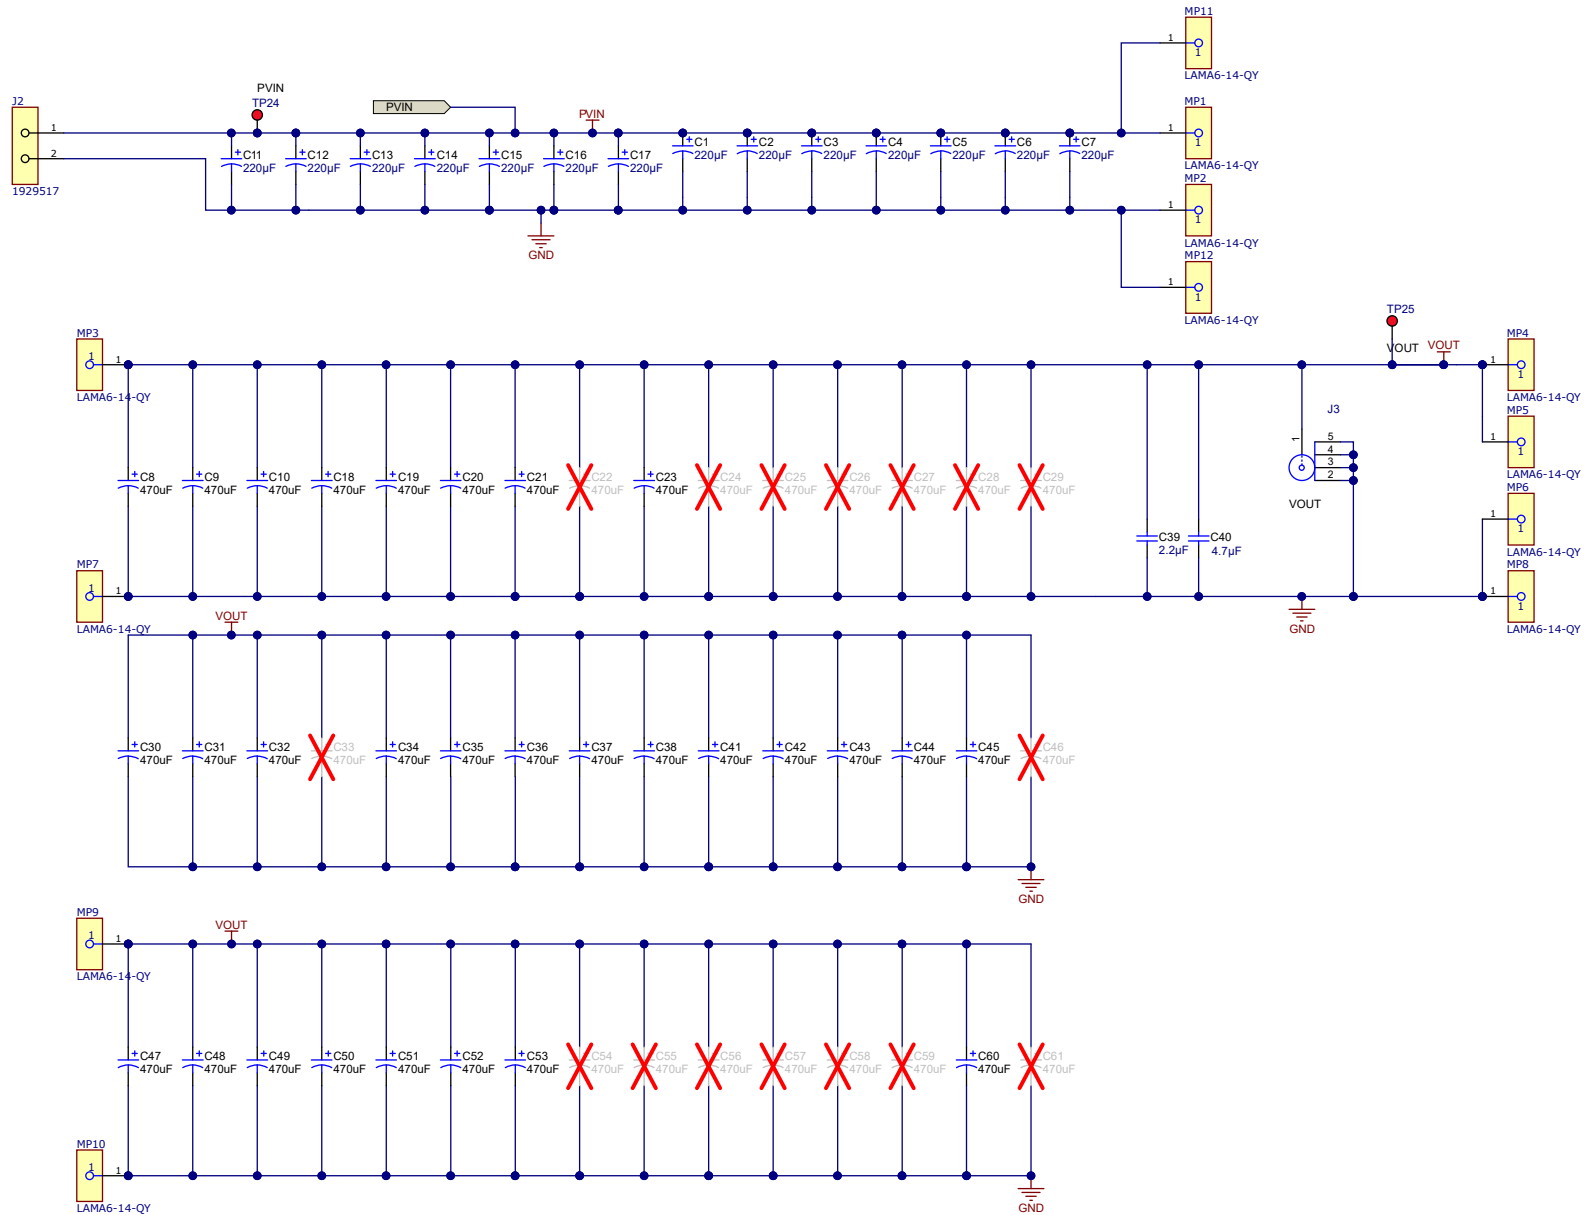 MP11
1
1
LAMA6-14-QY
PVIN
TP24
PVIN
PVIN
J2
1
2
1929517
MP1
1
1
LAMA6-14-QY
C11
220µF
C12
220µF
C13
220µF
C14
220µF
C15
220µF
C16
220µF
C17
220µF
C1
220µF
C2
220µF
C3
220µF
C4
220µF
C5
220µF
C6
220µF
C7
220µF
MP2
1
1
LAMA6-14-QY
GND
MP12
1
1
LAMA6-14-QY
MP3
1
1
LAMA6-14-QY
TP25
VOUT
VOUT
MP4
1
1
LAMA6-14-QY
MP5
1
1
LAMA6-14-QY
J3
1
5
4
3
2
VOUT
C8
470uF
C9
470uF
C10
470uF
C18
470uF
C19
470uF
C20
470uF
C21
470uF
C22
470uF
C23
470uF
C24
470uF
C25
470uF
C26
470uF
C27
470uF
C28
470uF
C29
470uF
C39
2.2µF
C40
4.7µF
MP6
1
1
LAMA6-14-QY
MP7
1
1
LAMA6-14-QY
GND
MP8
1
1
LAMA6-14-QY
VOUT
C30
470uF
C31
470uF
C32
470uF
C33
470uF
C34
470uF
C35
470uF
C36
470uF
C37
470uF
C38
470uF
C41
470uF
C42
470uF
C43
470uF
C44
470uF
C45
470uF
C46
470uF
GND
MP9
1
1
LAMA6-14-QY
VOUT
C47
470uF
C48
470uF
C49
470uF
C50
470uF
C51
470uF
C52
470uF
C53
470uF
C54
470uF
C55
470uF
C56
470uF
C57
470uF
C58
470uF
C59
470uF
C60
470uF
C61
470uF
MP10
1
1
LAMA6-14-QY
GND